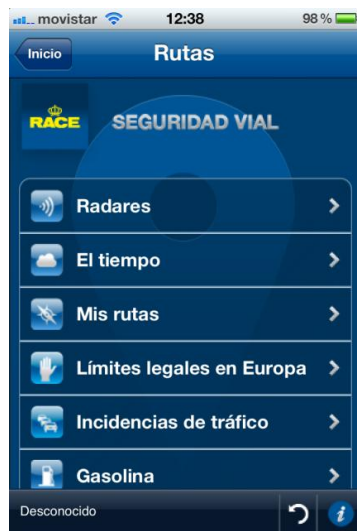 movistar 12:38 98 %
Inicio Rutas
RACE SEGURIDAD VIAL
Radares
El tiempo
Mis rutas
Límites legales en Europa
Incidencias de tráfico
Gasolina
Desconocido